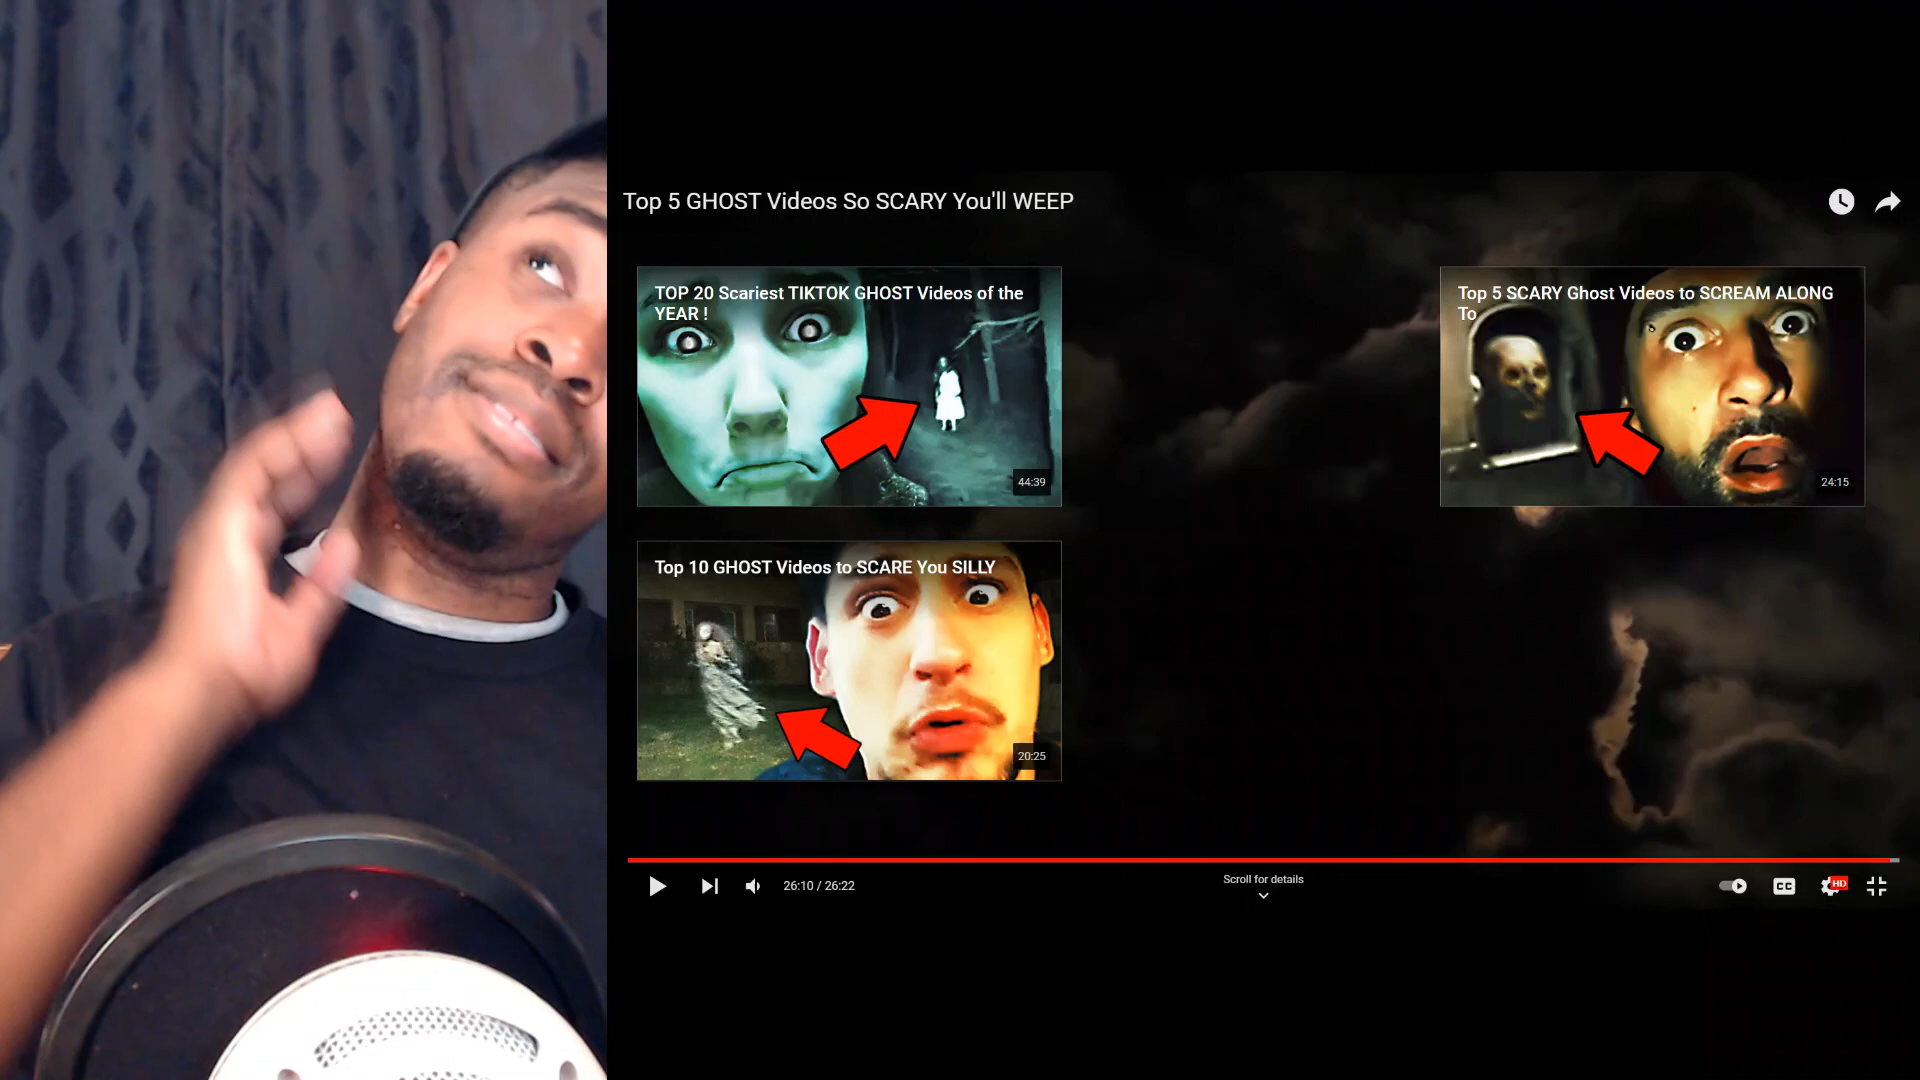 Top 5 GHOST Videos So SCARY You'll WEEP
TOP 20 Scariest TIKTOK GHOST Videos of the
YEAR !
44:39
Top 5 SCARY Ghost Videos to SCREAM ALONG
To
24:15
Top 10 GHOST Videos to SCARE You SILLY
20:25
26:10 / 26:22
Scroll for details
CC
HD